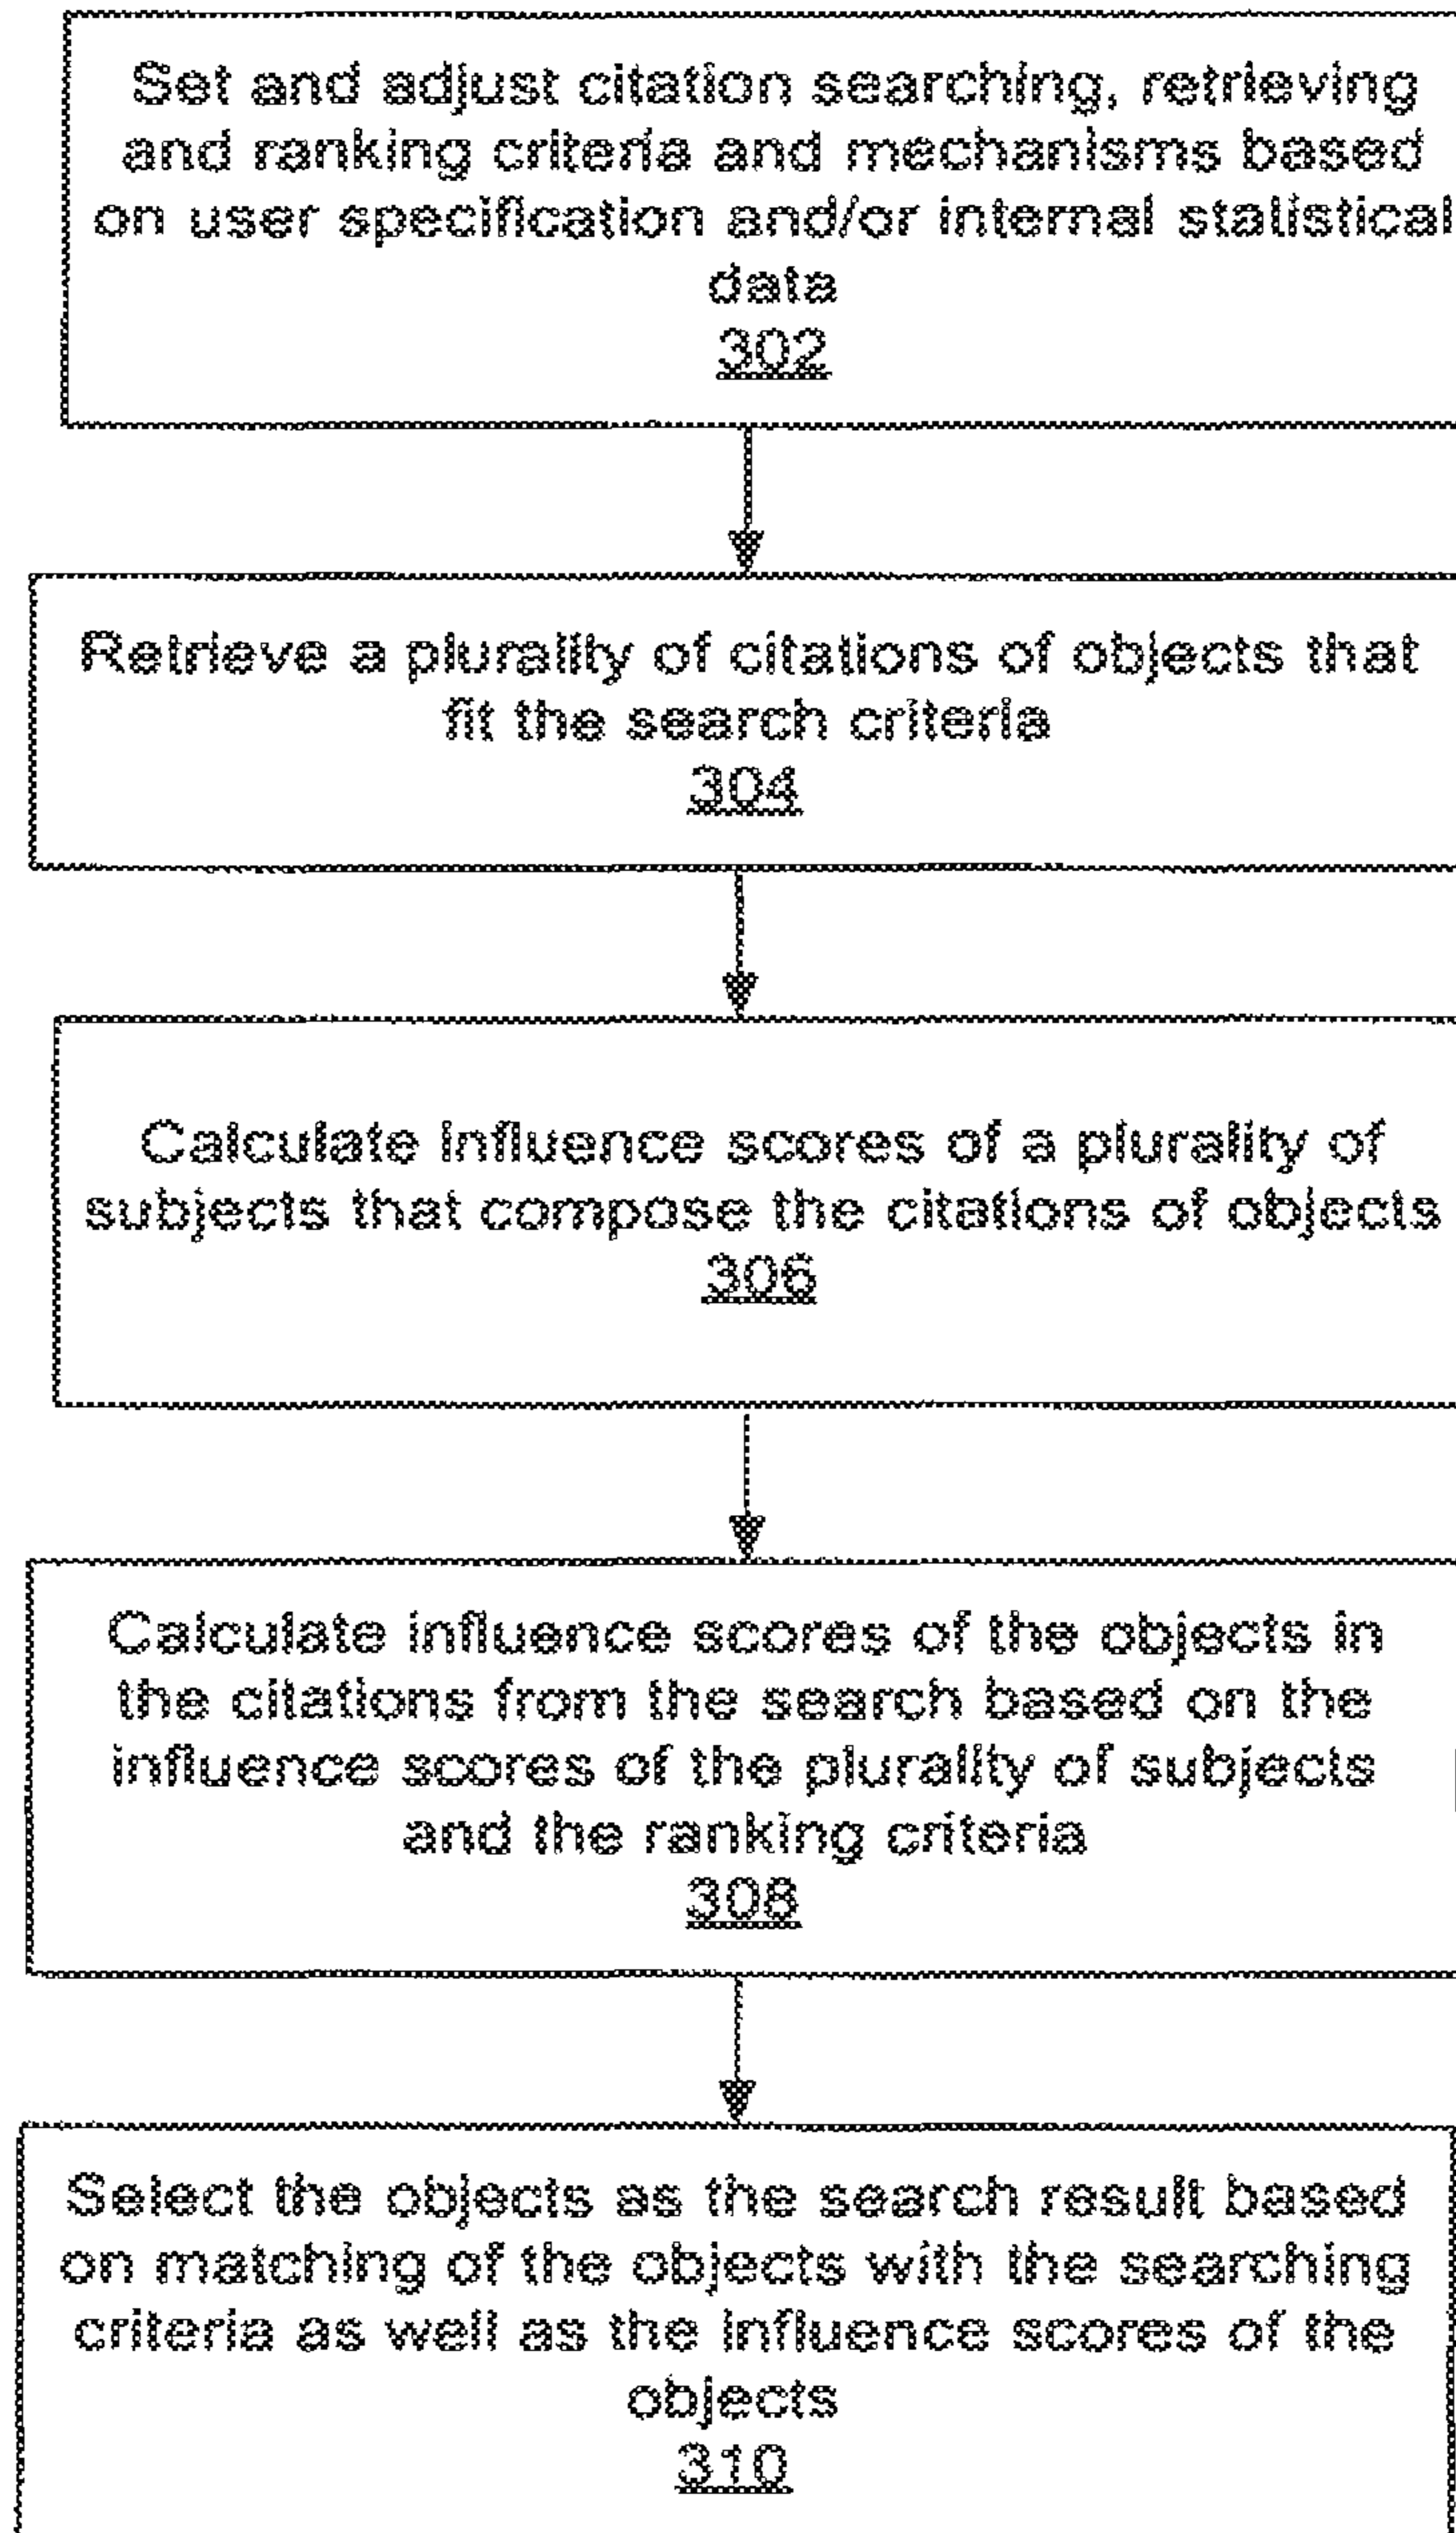 Set and adjust citation searching, retrieving
and ranking criteria and mechanisms based
on user specification and/or internal statistical
data
302
Retrieve a plurality of citations of objects that
fit the search criteria
304
Calculate influence scores of a plurality of
subjects that compose the citations of objects
306
Calculate influence scores of the objects in
the citations from the search based on the
influence scores of the plurality of subjects
and the ranking criteria
308
Select the objects as the search result based
on matching of the objects with the searching
criteria as well as the influence scores of the
objects
310